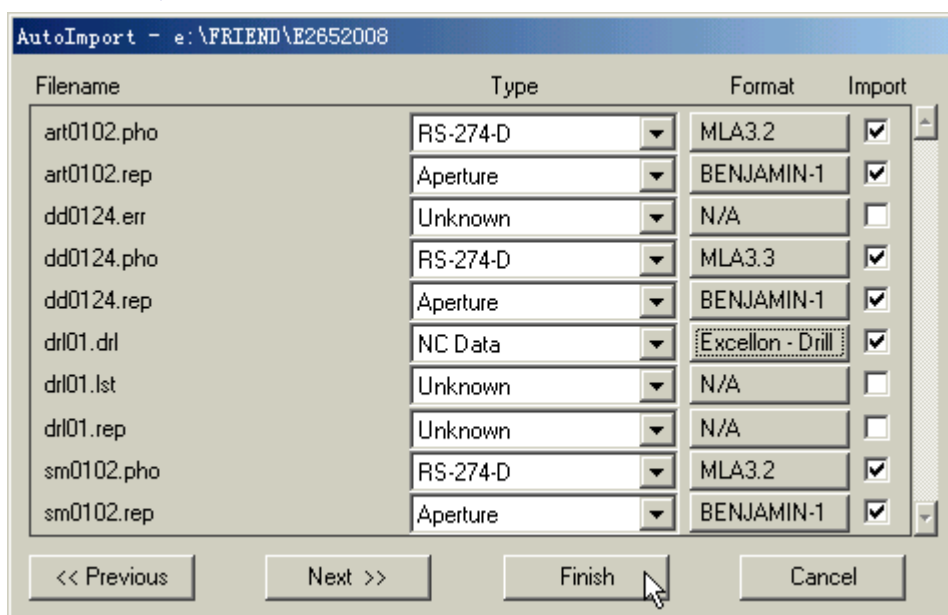 AutoImport - e:\FRIEND\E2652008
Filename Type Format Import
art0102.pho RS-274-D MLA3.2
art0102.rep Aperture BENJAMIN-1
dd0124.err Unknown N/A
dd0124.pho RS-274-D MLA3.3
dd0124.rep Aperture BENJAMIN-1
drl01.drl NC Data Excellon - Drill
drl01.lst Unknown N/A
drl01.rep Unknown N/A
sm0102.pho RS-274-D MLA3.2
sm0102.rep Aperture BENJAMIN-1
<< Previous Next >> Finish Cancel